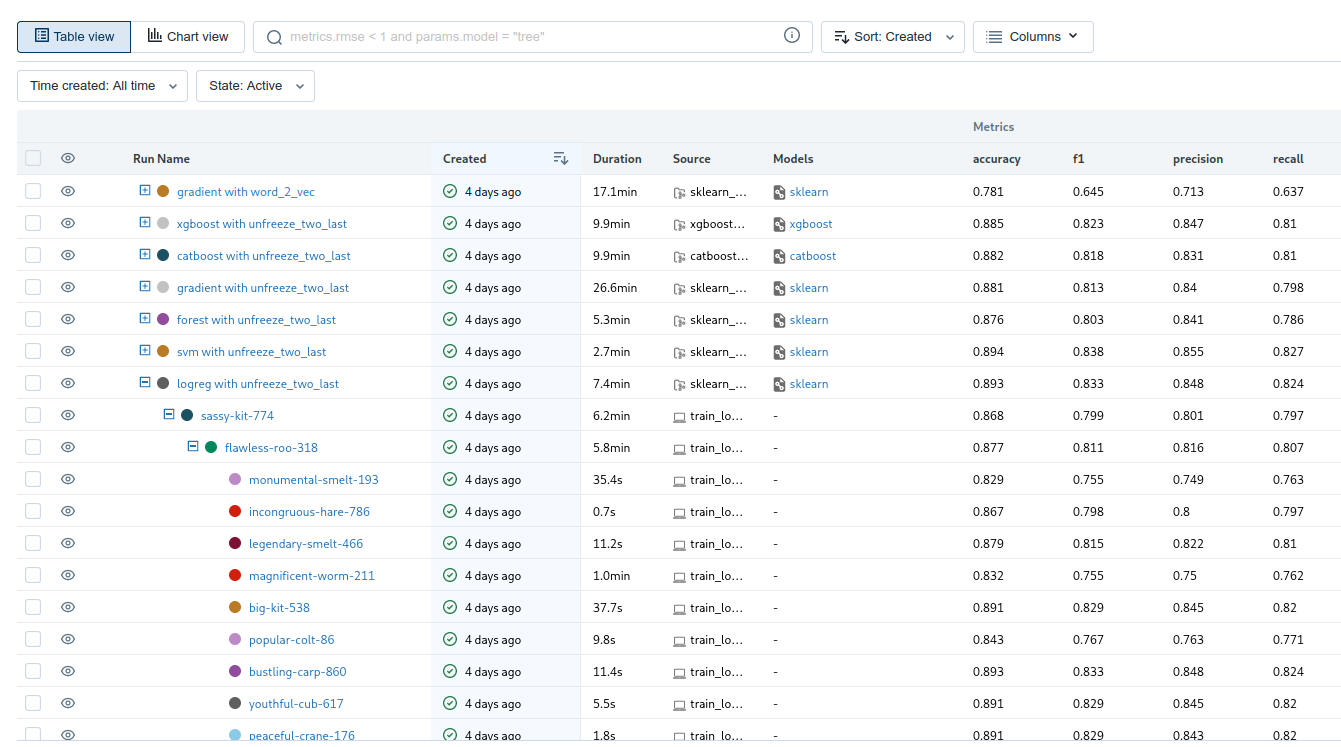 Table view Chart view metrics.rmse < 1 and params.model = "tree" Sort: Created Columns
Time created: All time State: Active
Metrics
Run Name Created Duration Source Models accuracy f1 precision recall
gradient with word_2_vec 4 days ago 17.1min sklearn_... sklearn 0.781 0.645 0.713 0.637
xgboost with unfreeze_two_last 4 days ago 9.9min xgboost... xgboost 0.885 0.823 0.847 0.81
catboost with unfreeze_two_last 4 days ago 9.9min catboost... catboost 0.882 0.818 0.831 0.81
gradient with unfreeze_two_last 4 days ago 26.6min sklearn_... sklearn 0.881 0.813 0.84 0.798
forest with unfreeze_two_last 4 days ago 5.3min sklearn_... sklearn 0.876 0.803 0.841 0.786
svm with unfreeze_two_last 4 days ago 2.7min sklearn_... sklearn 0.894 0.838 0.855 0.827
logreg with unfreeze_two_last 4 days ago 7.4min sklearn_... sklearn 0.893 0.833 0.848 0.824
sassy-kit-774 4 days ago 6.2min train_lo... - 0.868 0.799 0.801 0.797
flawless-roo-318 4 days ago 5.8min train_lo... - 0.877 0.811 0.816 0.807
monumental-smelt-193 4 days ago 35.4s train_lo... - 0.829 0.755 0.749 0.763
incongruous-hare-786 4 days ago 0.7s train_lo... - 0.867 0.798 0.8 0.797
legendary-smelt-466 4 days ago 11.2s train_lo... - 0.879 0.815 0.822 0.81
magnificent-worm-211 4 days ago 1.0min train_lo... - 0.832 0.755 0.75 0.762
big-kit-538 4 days ago 37.7s train_lo... - 0.891 0.829 0.845 0.82
popular-colt-86 4 days ago 9.8s train_lo... - 0.843 0.767 0.763 0.771
bustling-carp-860 4 days ago 11.4s train_lo... - 0.893 0.833 0.848 0.824
youthful-cub-617 4 days ago 5.5s train_lo... - 0.891 0.829 0.845 0.82
peaceful-crane-176 4 days ago 1.8s train_lo... - 0.891 0.829 0.843 0.82